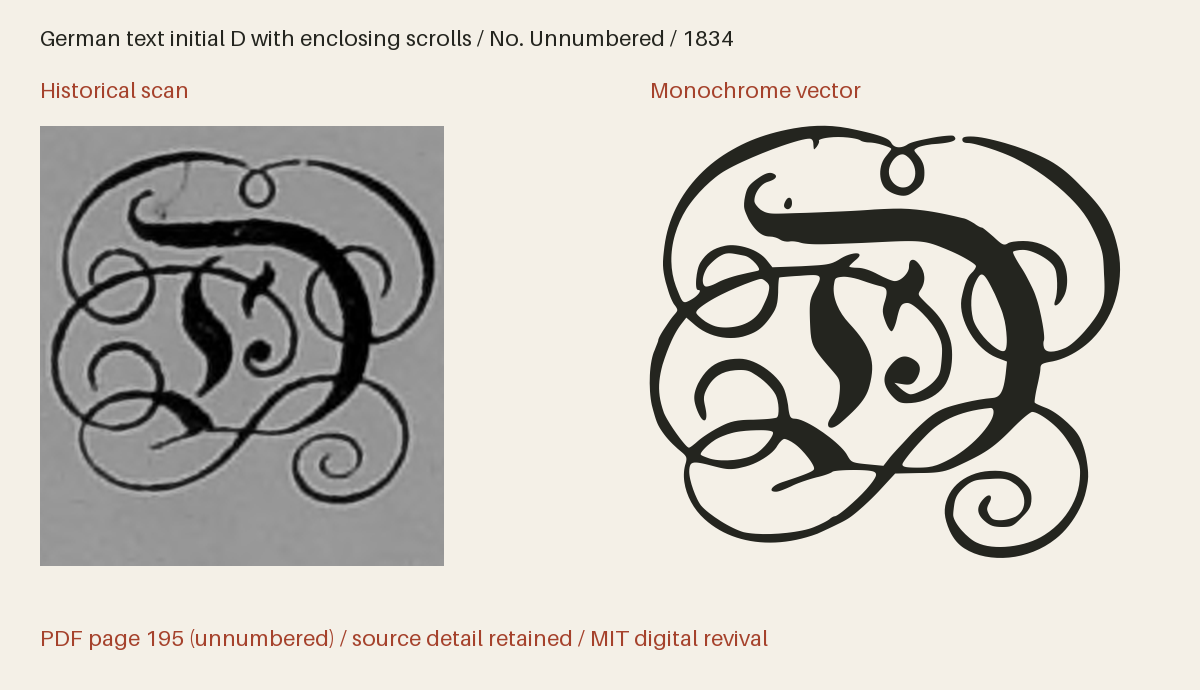 German text initial D with enclosing scrolls / No. Unnumbered / 1834
Historical scan
Monochrome vector
D
D
PDF page 195 (unnumbered) / source detail retained / MIT digital revival